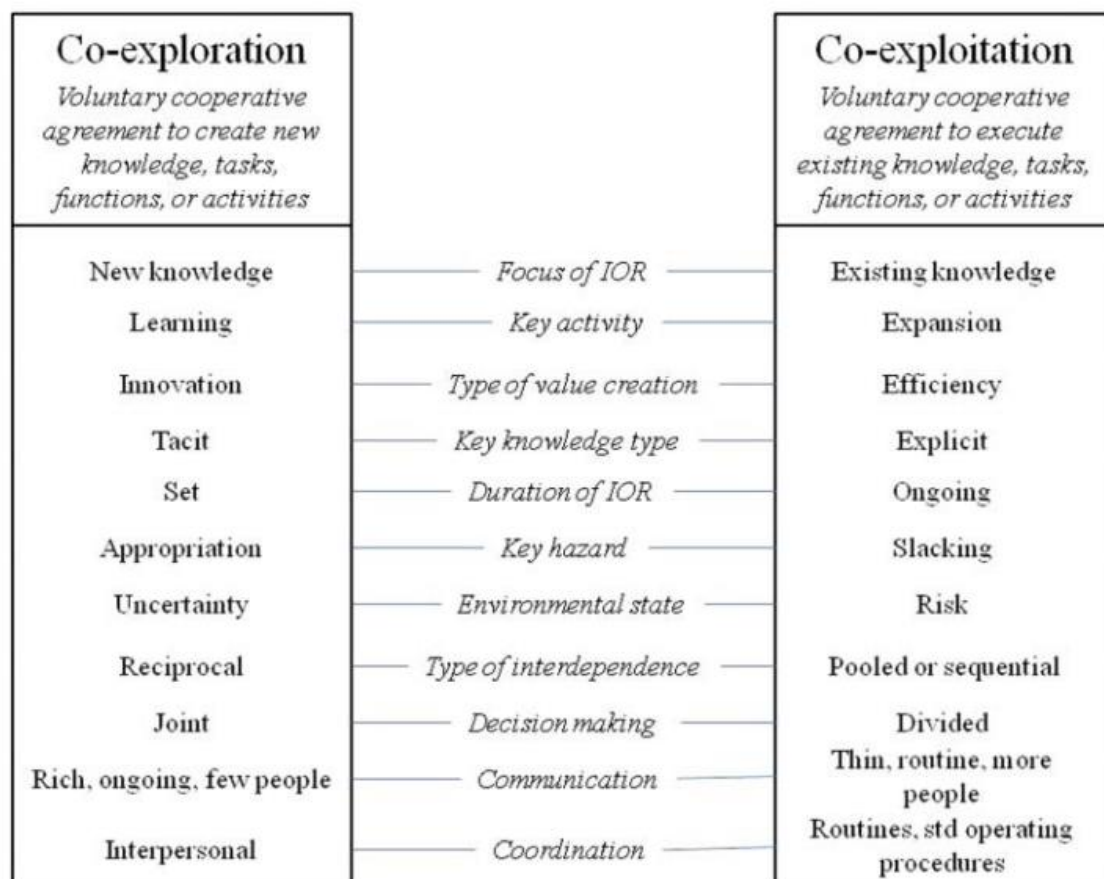 Co-exploration
Voluntary cooperative
agreement to create new
knowledge, tasks,
functions, or activities
Co-exploitation
Voluntary cooperative
agreement to execute
existing knowledge, tasks,
functions, or activities
New knowledge Focus of IOR Existing knowledge
Learning Key activity Expansion
Innovation Type of value creation Efficiency
Tacit Key knowledge type Explicit
Set Duration of IOR Ongoing
Appropriation Key hazard Slacking
Uncertainty Environmental state Risk
Reciprocal Type of interdependence Pooled or sequential
Joint Decision making Divided
Rich, ongoing, few people Communication Thin, routine, more
people
Interpersonal Coordination Routines, std operating
procedures